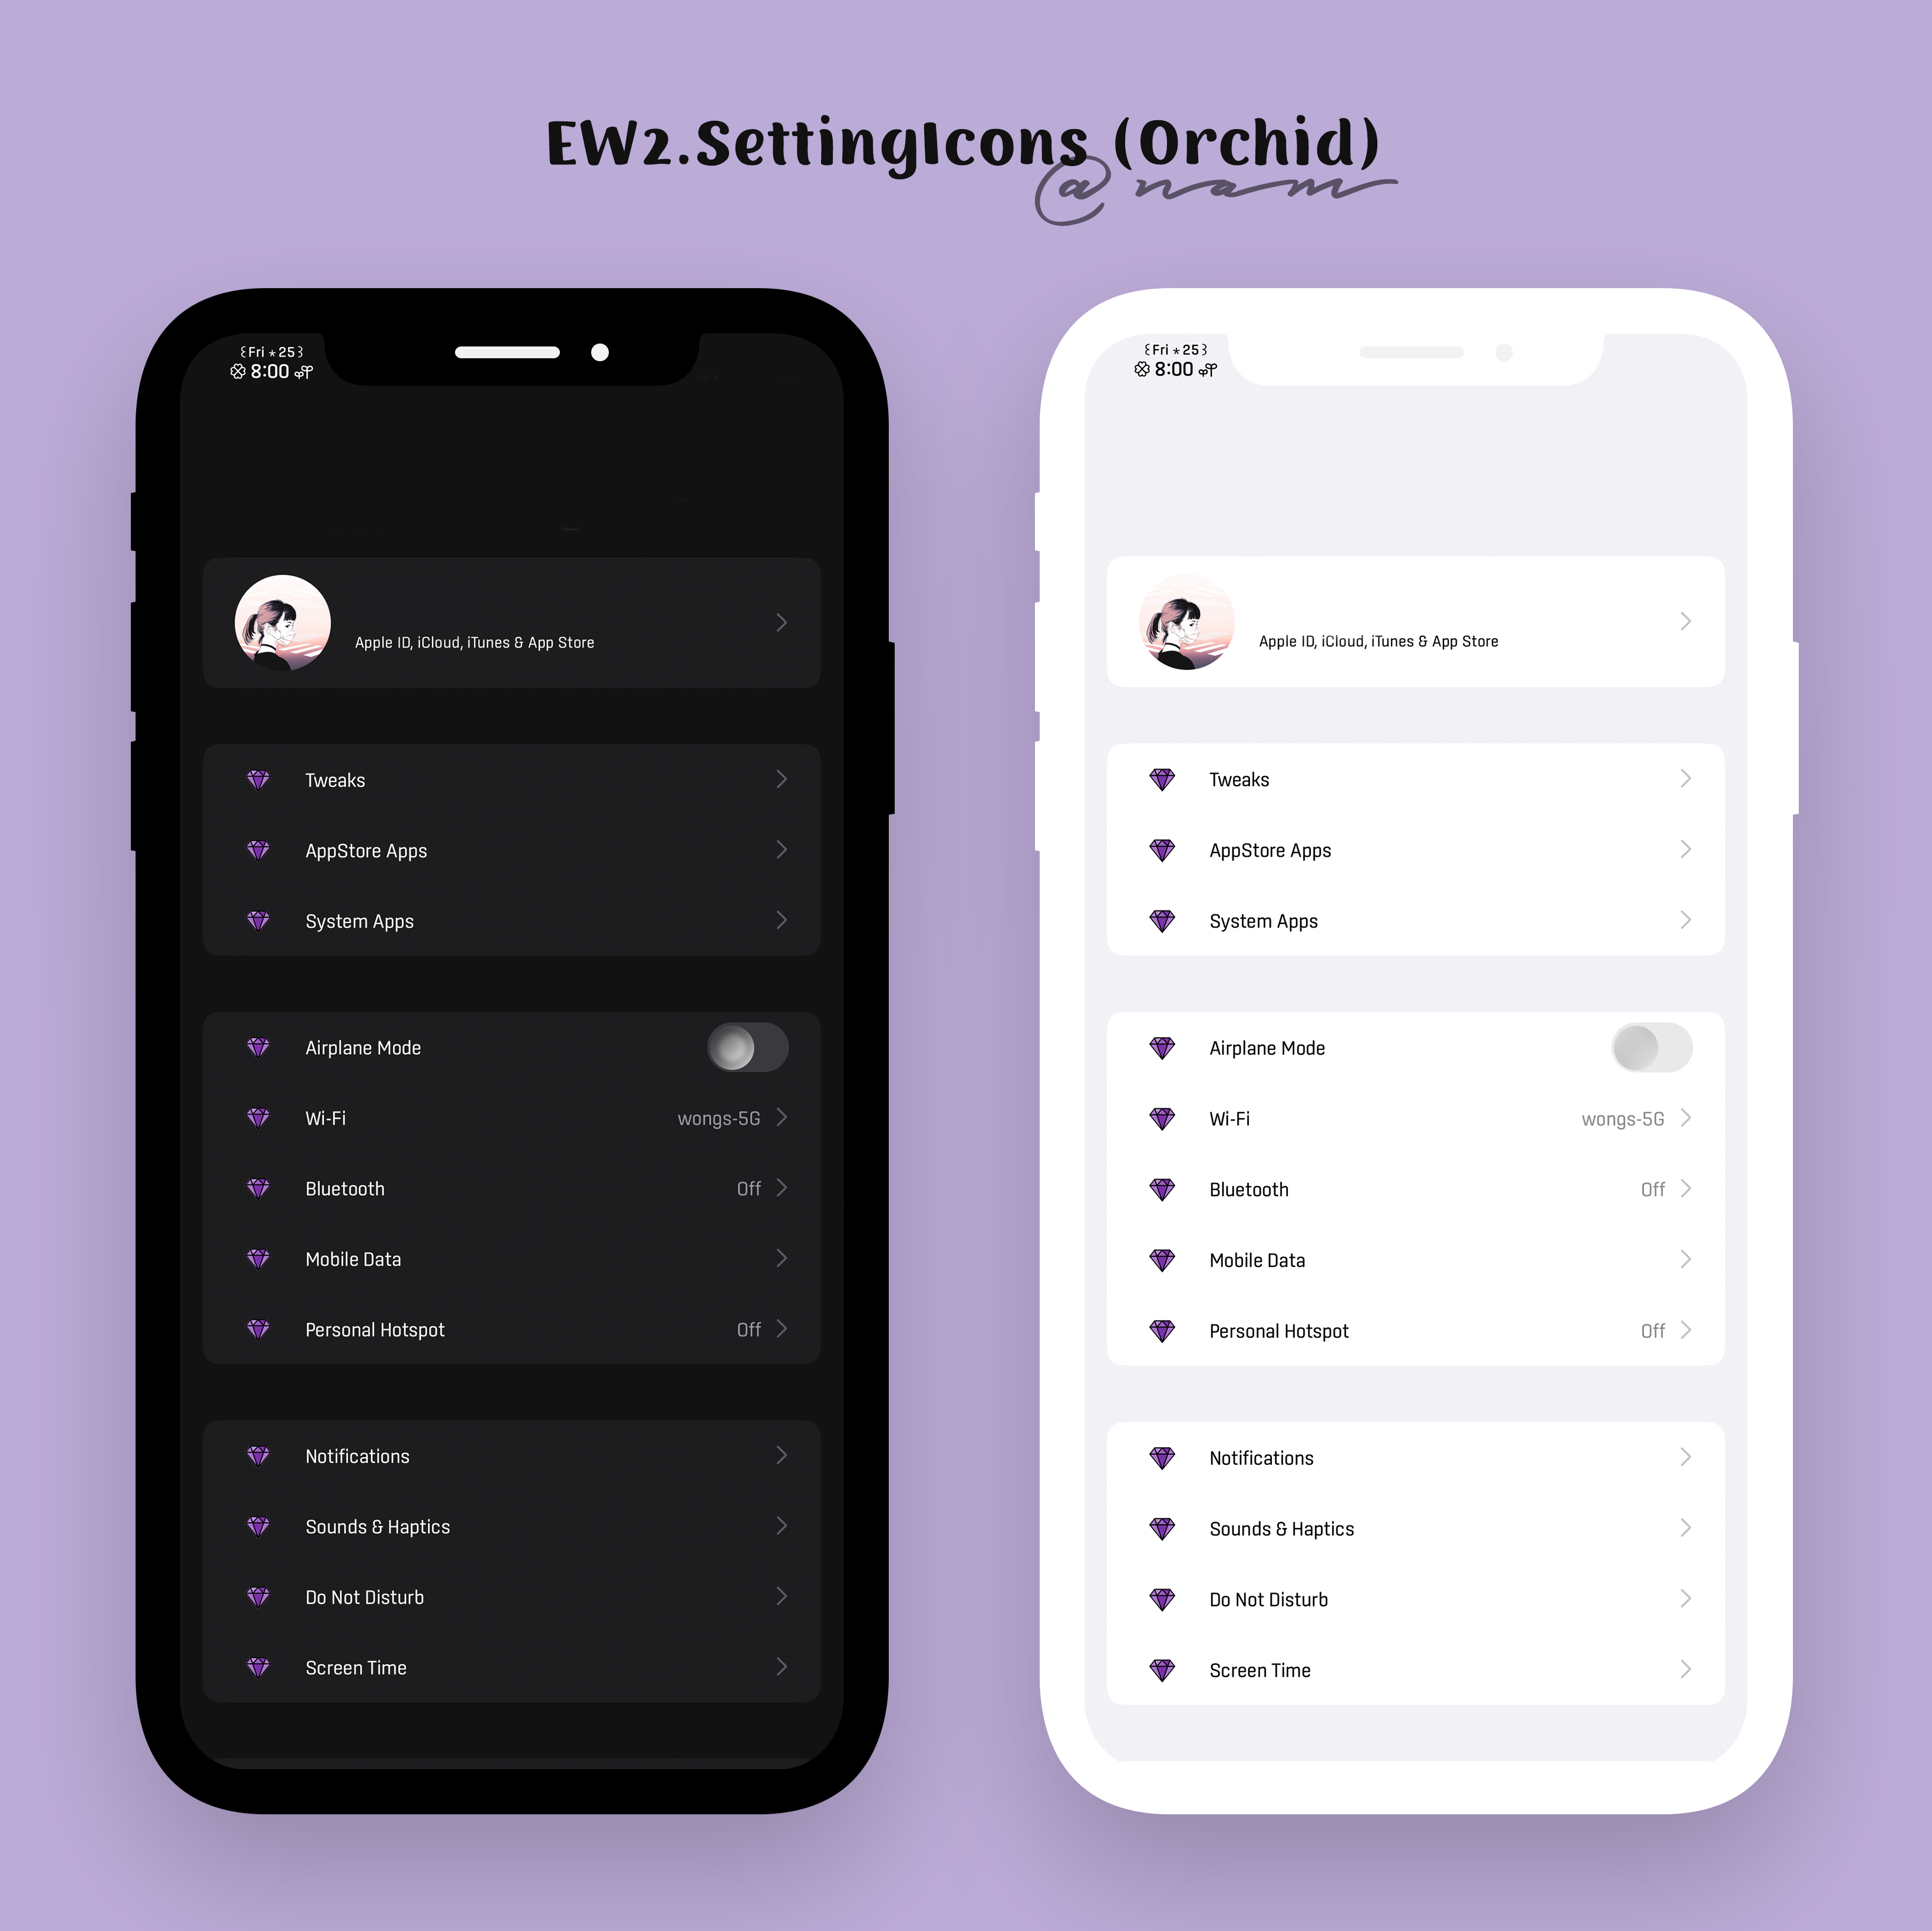 EW2.SettingIcons (Orchid)
@nam
Fri * 25
8:00
Apple ID, iCloud, iTunes & App Store
Tweaks
AppStore Apps
System Apps
Airplane Mode
Wi-Fi wongs-5G
Bluetooth Off
Mobile Data
Personal Hotspot Off
Notifications
Sounds & Haptics
Do Not Disturb
Screen Time
Fri * 25
8:00
Apple ID, iCloud, iTunes & App Store
Tweaks
AppStore Apps
System Apps
Airplane Mode
Wi-Fi wongs-5G
Bluetooth Off
Mobile Data
Personal Hotspot Off
Notifications
Sounds & Haptics
Do Not Disturb
Screen Time